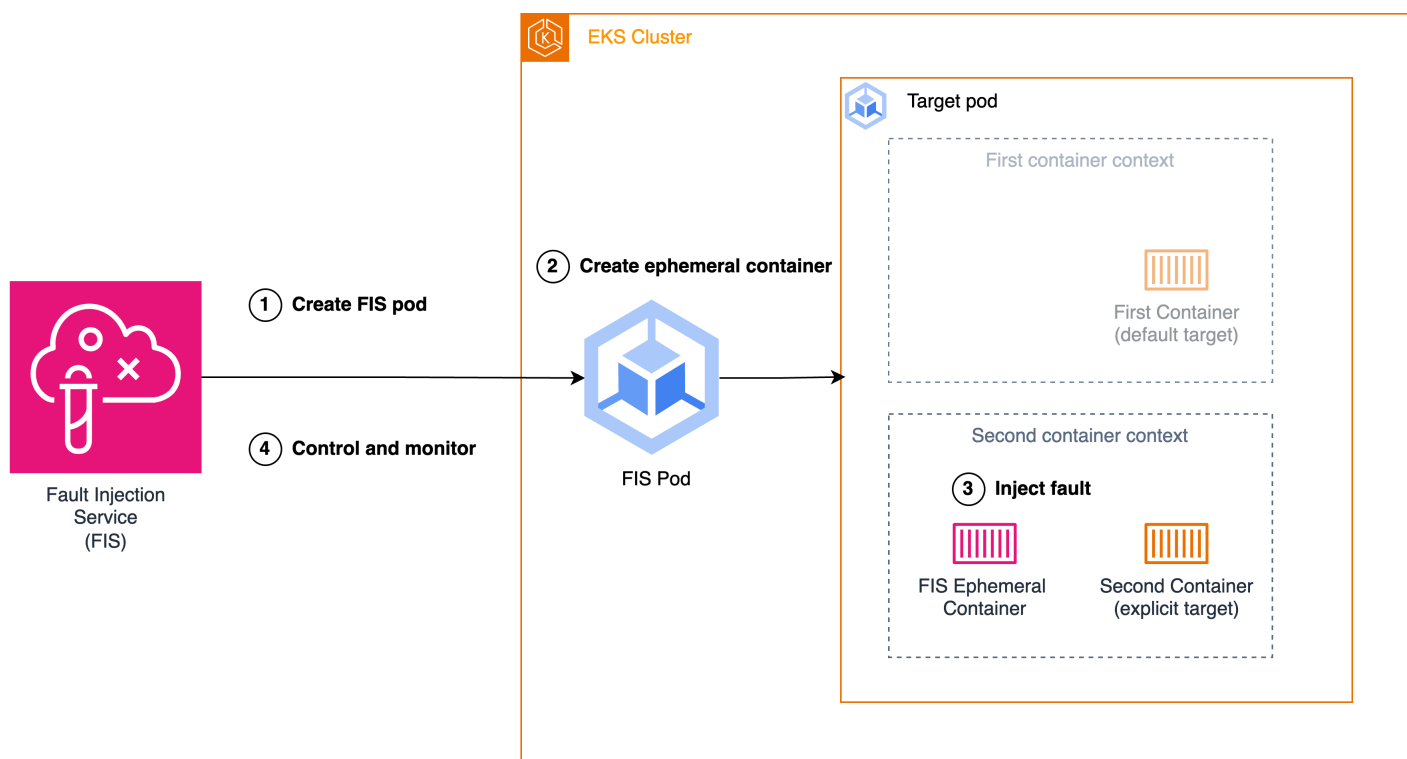 EKS Cluster
Target pod
First container context
First Container
(default target)
2 Create ephemeral container
1 Create FIS pod
4 Control and monitor
Fault Injection
Service
(FIS)
FIS Pod
Second container context
3 Inject fault
FIS Ephemeral
Container
Second Container
(explicit target)